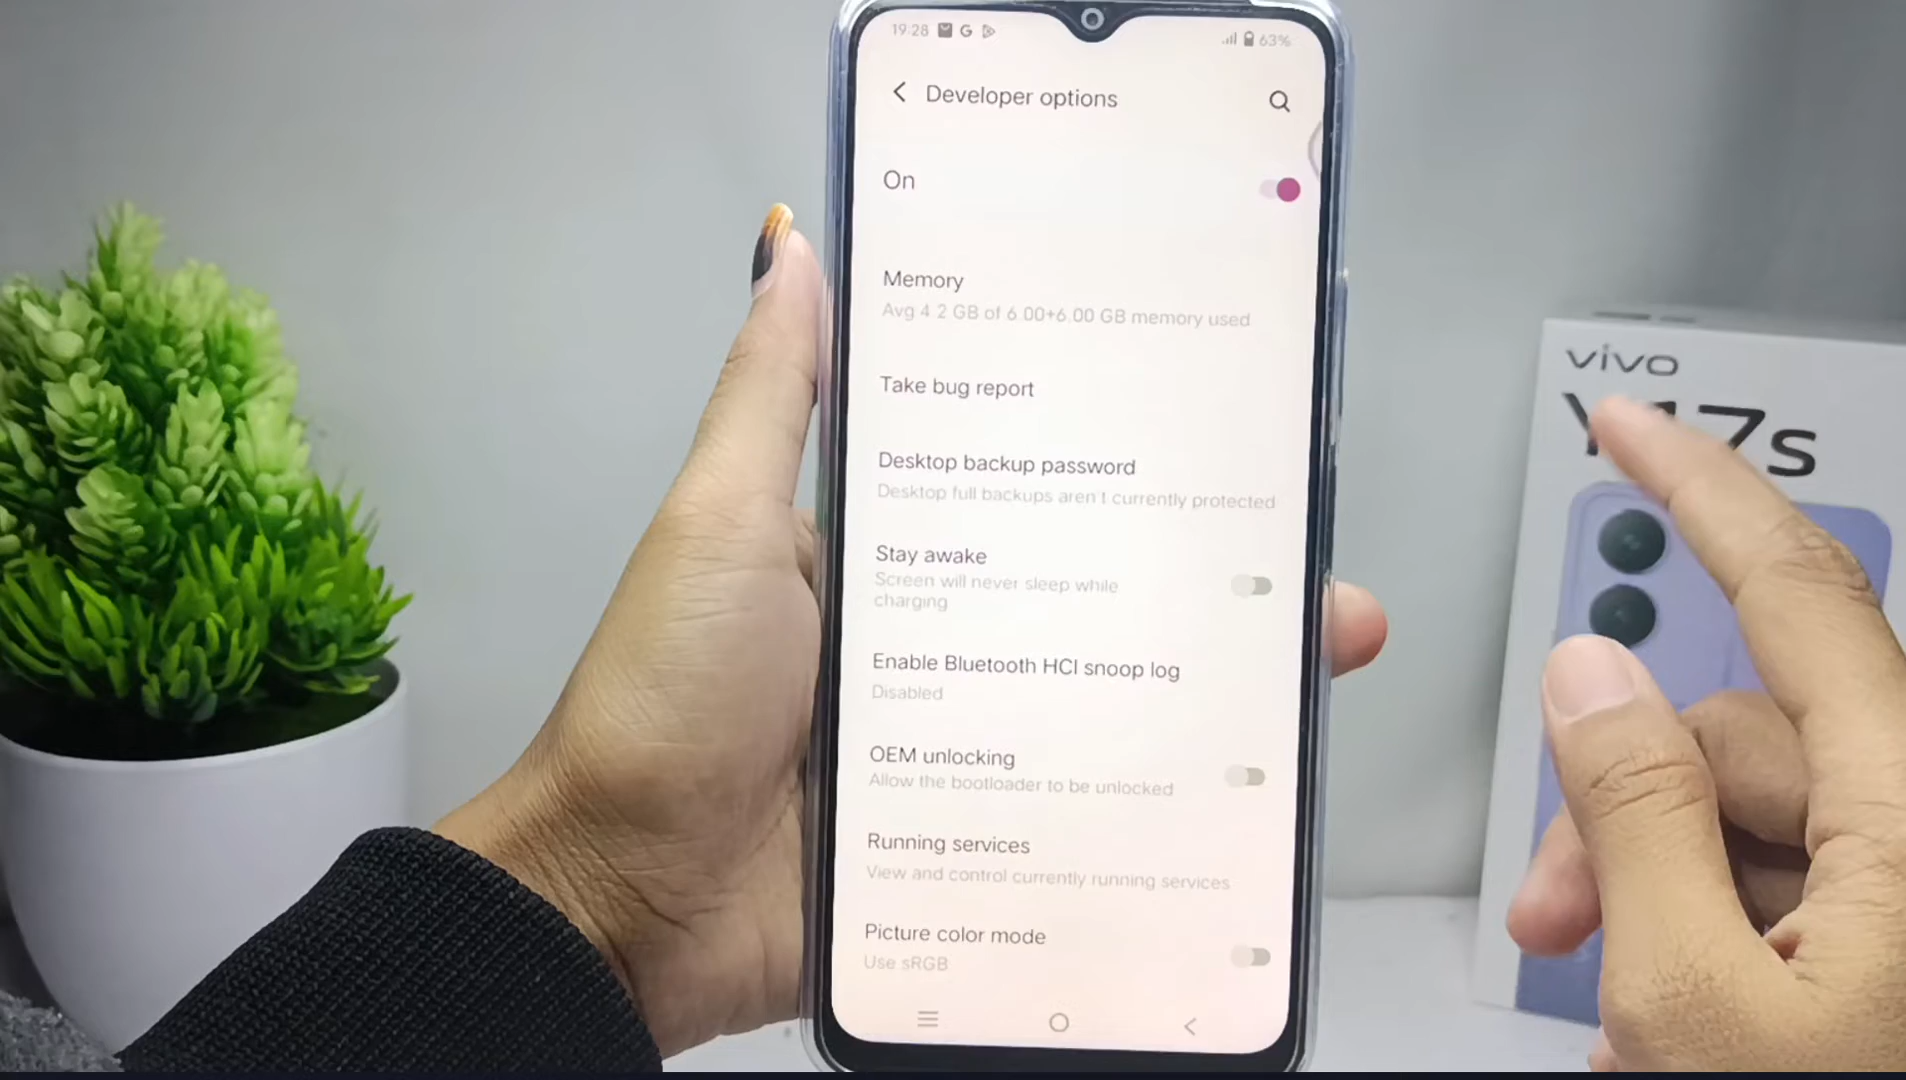 19:28 G 63%
Developer options
On
Memory
Avg 4.2 GB of 6.00+6.00 GB memory used
Take bug report
Desktop backup password
Desktop full backups aren't currently protected
Stay awake
Screen will never sleep while
charging
Enable Bluetooth HCI snoop log
Disabled
OEM unlocking
Allow the bootloader to be unlocked
Running services
View and control currently running services
Picture color mode
Use sRGB
vivo
Y17s